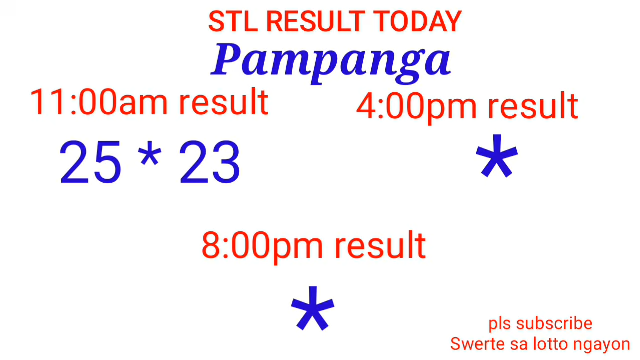 STL RESULT TODAY
Pampanga
11:00am result
25 * 23
4:00pm result
*
8:00pm result
*
pls subscribe
Swerte sa lotto ngayon